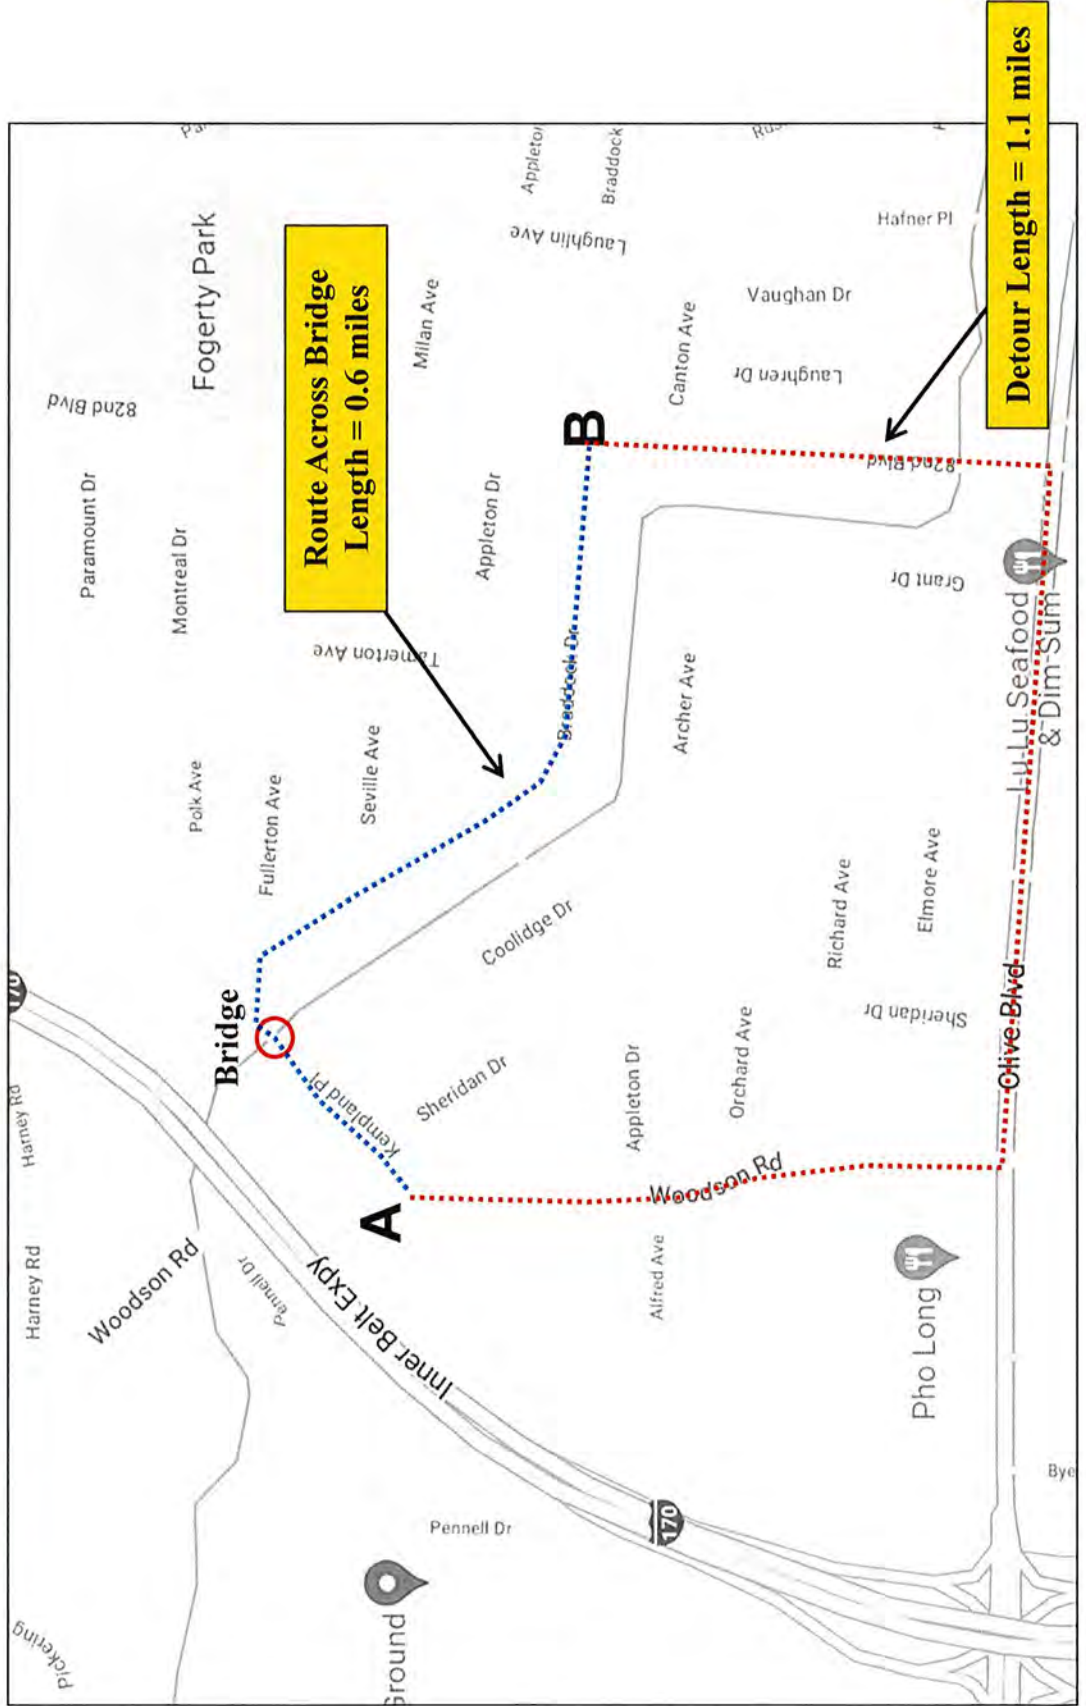 Pickering
Harney Rd
Harney Rd
170
Woodson Rd
Pennell Dr
Inner Belt Expy
Ground
Pennell Dr
170
Bye
Pho Long
Alfred Ave
A
Kempland Pl
Bridge
Sheridan Dr
Appleton Dr
Woodson Rd
Orchard Ave
Coolidge Dr
Richard Ave
Sheridan Dr
Elmore Ave
Olive Blvd
Polk Ave
Fullerton Ave
Seville Ave
Paramount Dr
Montreal Dr
Tamerton Ave
Braddock Dr
Archer Ave
Appleton Dr
Grant Dr
Lu Lu Seafood
& Dim Sum
82nd Blvd
Fogerty Park
Route Across Bridge
Length = 0.6 miles
Milan Ave
B
Canton Ave
Laughren Dr
Vaughan Dr
82nd Blvd
Laughlin Ave
Appleton
Braddock
Hafner Pl
Detour Length = 1.1 miles